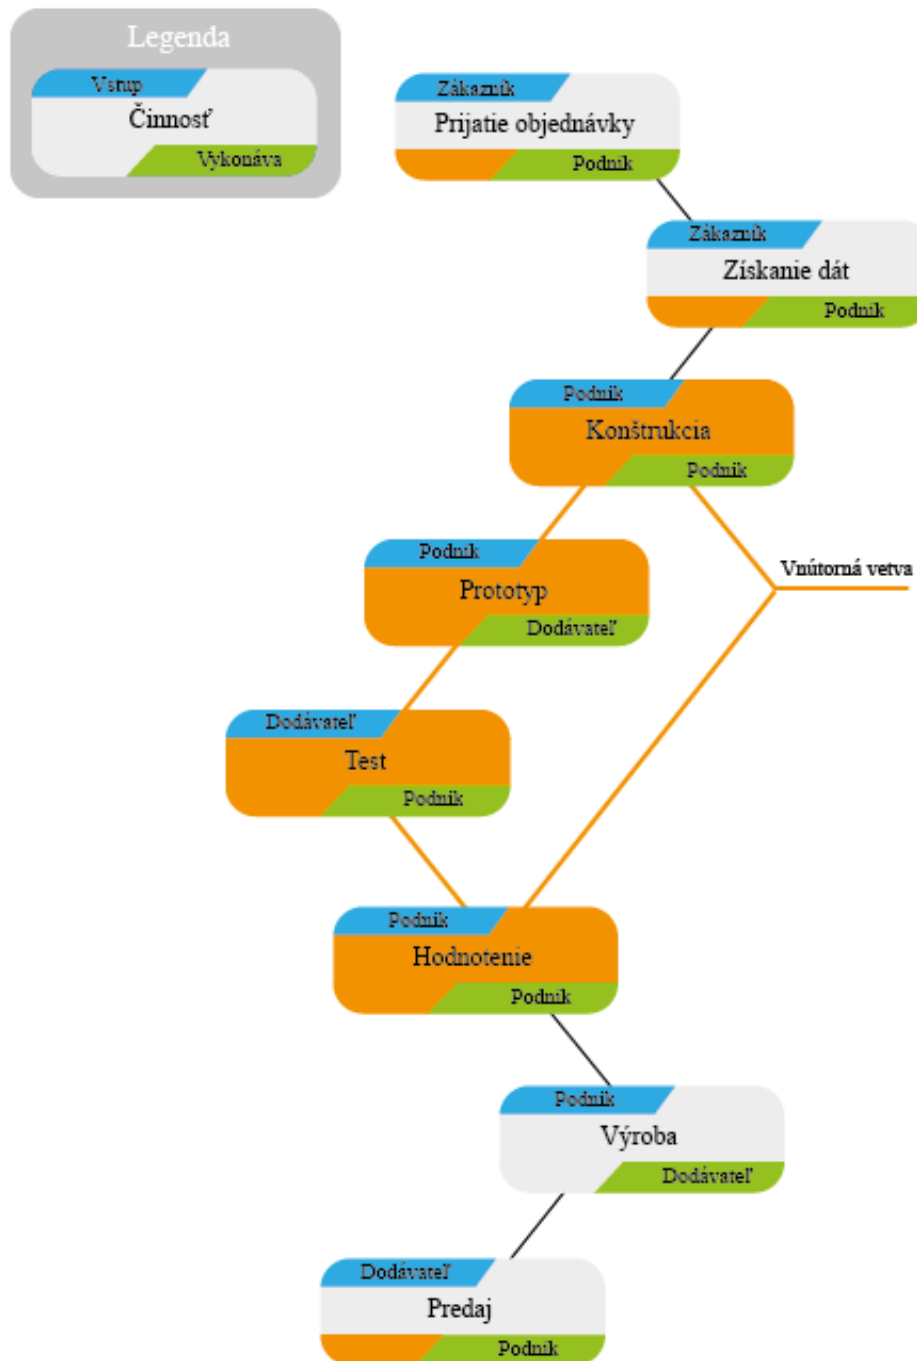 Legenda
Vstup
Činnosť
Vykonáva
Zákazník
Prijatie objednávky
Podnik
Zákazník
Získanie dát
Podnik
Podnik
Konštrukcia
Podnik
Vnútorná vetva
Podnik
Prototyp
Dodávateľ
Dodávateľ
Test
Podnik
Podnik
Hodnotenie
Podnik
Podnik
Výroba
Dodávateľ
Dodávateľ
Predaj
Podnik